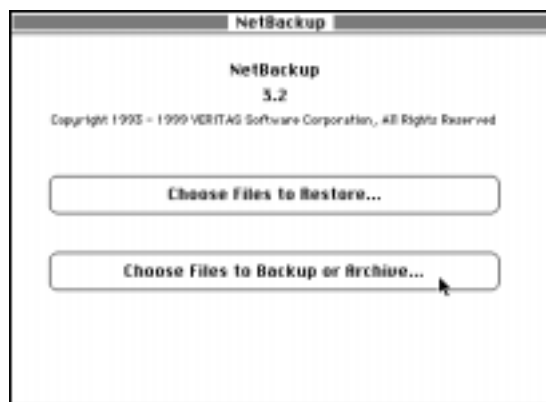 NetBackup
NetBackup
3.2
Copyright 1993 - 1999 VERITAS Software Corporation, All Rights Reserved
Choose Files to Restore...
Choose Files to Backup or Archive...